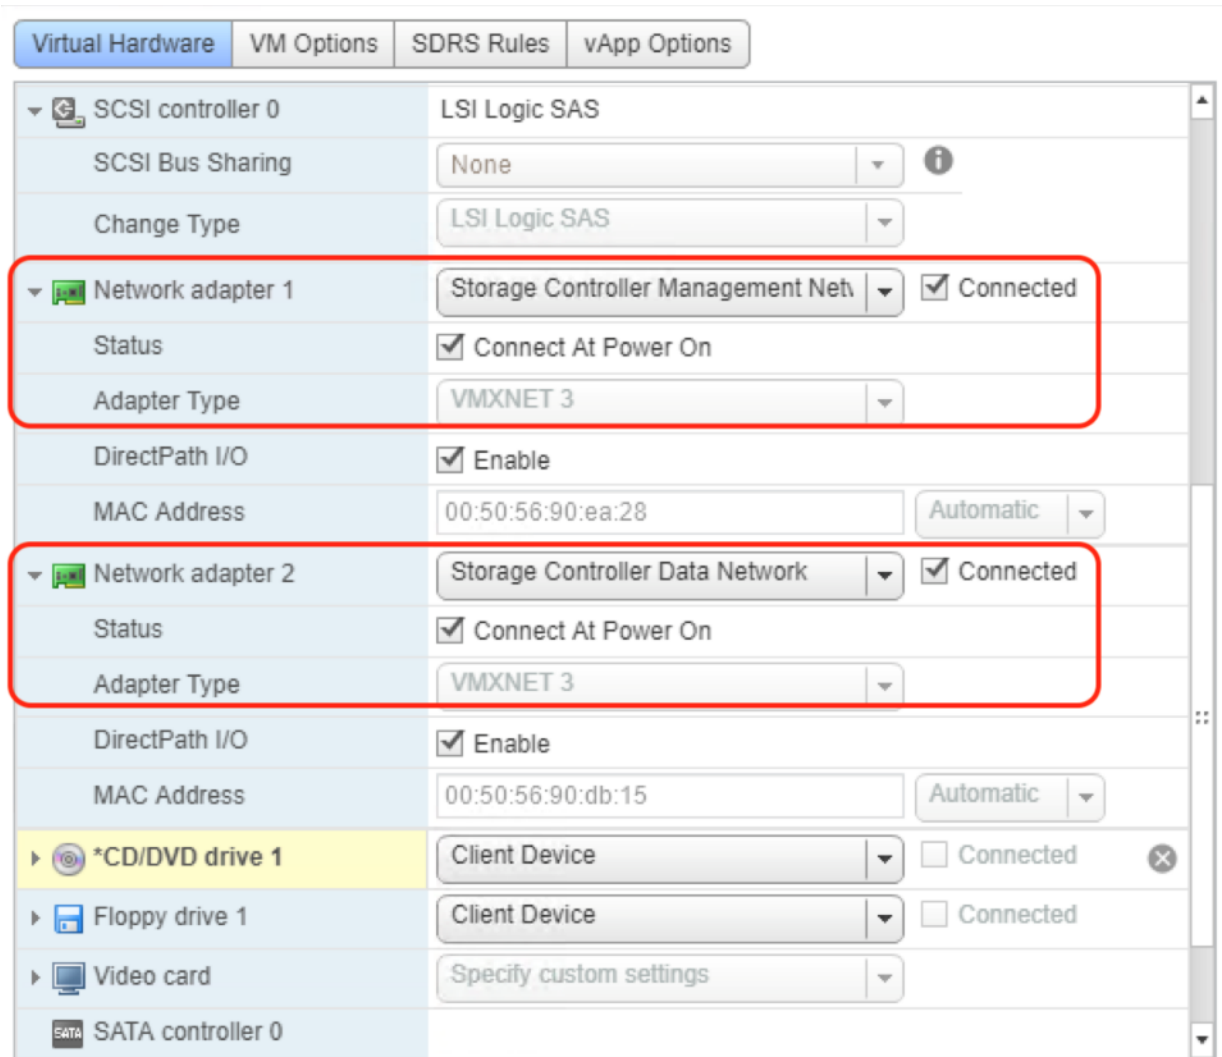 Virtual Hardware VM Options SDRS Rules vApp Options
SCSI controller 0 LSI Logic SAS
SCSI Bus Sharing None
Change Type LSI Logic SAS
Network adapter 1 Storage Controller Management Netw Connected
Status Connect At Power On
Adapter Type VMXNET 3
DirectPath I/O Enable
MAC Address 00:50:56:90:ea:28 Automatic
Network adapter 2 Storage Controller Data Network Connected
Status Connect At Power On
Adapter Type VMXNET 3
DirectPath I/O Enable
MAC Address 00:50:56:90:db:15 Automatic
*CD/DVD drive 1 Client Device Connected
Floppy drive 1 Client Device Connected
Video card Specify custom settings
SATA SATA controller 0